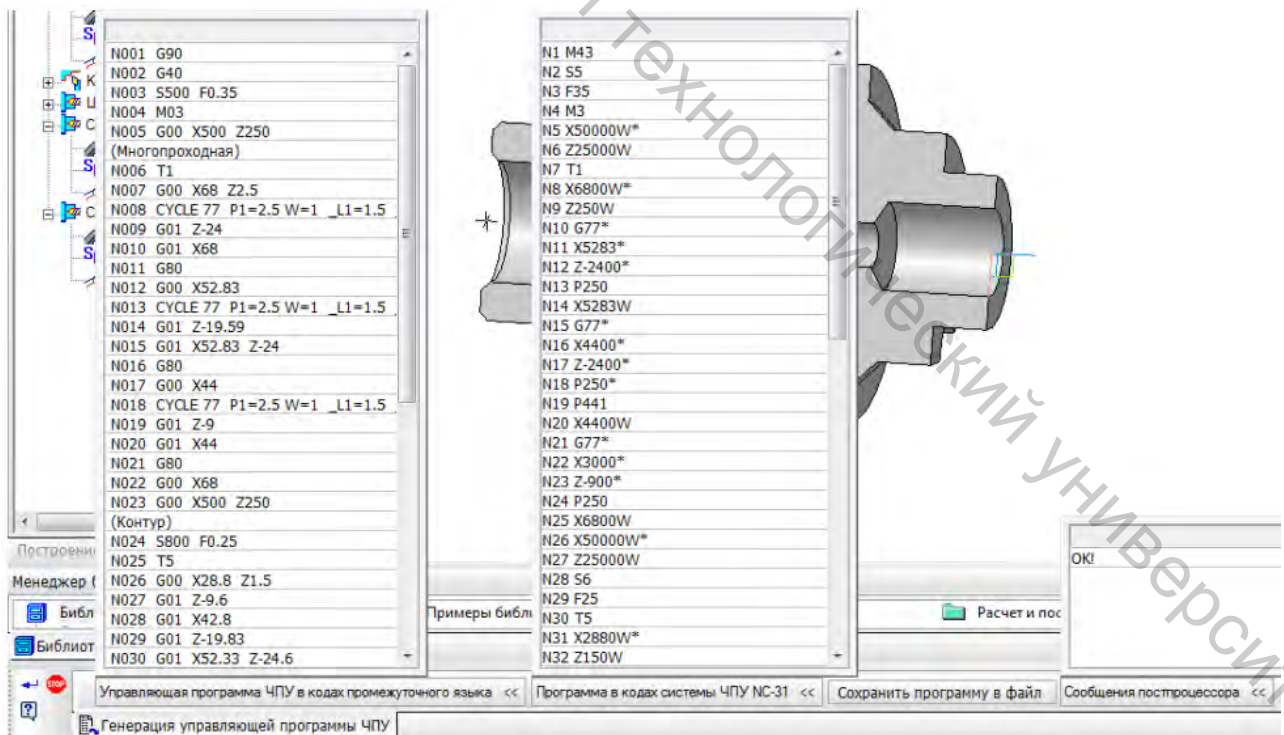 N001 G90
N002 G40
N003 S500 F0.35
N004 M03
N005 G00 X500 Z250
(Многопроходная)
N006 T1
N007 G00 X68 Z2.5
N008 CYCLE 77 P1=2.5 W=1 _L1=1.5
N009 G01 Z-24
N010 G01 X68
N011 G80
N012 G00 X52.83
N013 CYCLE 77 P1=2.5 W=1 _L1=1.5
N014 G01 Z-19.59
N015 G01 X52.83 Z-24
N016 G80
N017 G00 X44
N018 CYCLE 77 P1=2.5 W=1 _L1=1.5
N019 G01 Z-9
N020 G01 X44
N021 G80
N022 G00 X68
N023 G00 X500 Z250
(Контур)
N024 S800 F0.25
N025 T5
N026 G00 X28.8 Z1.5
N027 G01 Z-9.6
N028 G01 X42.8
N029 G01 Z-19.83
N030 G01 X52.33 Z-24.6
N1 M43
N2 S5
N3 F35
N4 M3
N5 X50000W*
N6 Z25000W
N7 T1
N8 X6800W*
N9 Z250W
N10 G77*
N11 X5283*
N12 Z-2400*
N13 P250
N14 X5283W
N15 G77*
N16 X4400*
N17 Z-2400*
N18 P250*
N19 P441
N20 X4400W
N21 G77*
N22 X3000*
N23 Z-900*
N24 P250
N25 X6800W
N26 X50000W*
N27 Z25000W
N28 S6
N29 F25
N30 T5
N31 X2880W*
N32 Z150W
OK!
технологический университет
Построение
Менеджер б
Библ
Примеры библ
Расчет и пос
Библиот
STOP
Управляющая программа ЧПУ в кодах промежуточного языка <<
Программа в кодах системы ЧПУ NC-31 <<
Сохранить программу в файл
Сообщения постпроцессора <<
Генерация управляющей программы ЧПУ